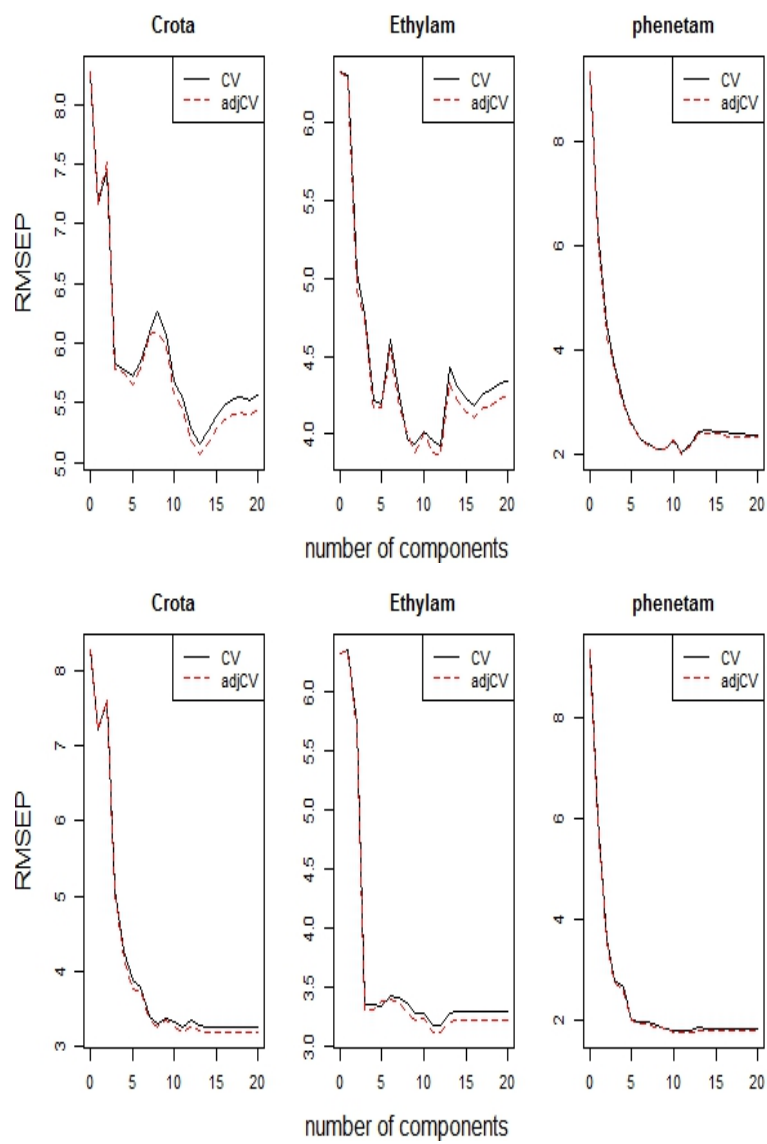 Crota Ethylam phenetam
CV CV CV
adjCV adjCV adjCV
RMSEP
8.0
7.5
7.0
6.5
6.0
5.5
5.0
6.0
5.5
5.0
4.5
4.0
8
6
4
2
0 5 10 15 20 0 5 10 15 20 0 5 10 15 20
number of components
Crota Ethylam phenetam
CV CV CV
adjCV adjCV adjCV
RMSEP
8
7
6
5
4
3
6.0
5.5
5.0
4.5
4.0
3.5
3.0
8
6
4
2
0 5 10 15 20 0 5 10 15 20 0 5 10 15 20
number of components